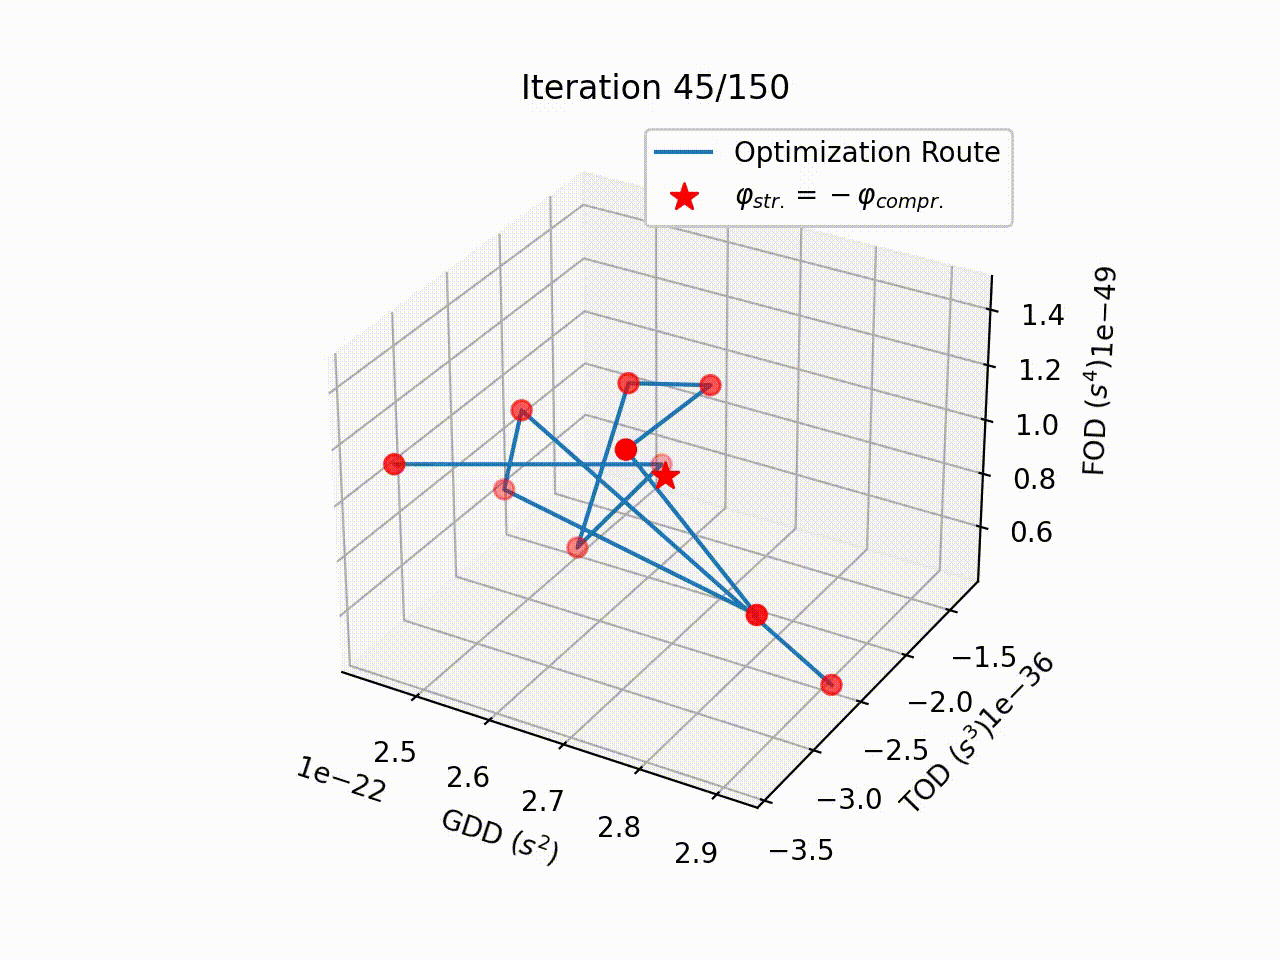 Iteration 45/150
Optimization Route
φstr. = −φcompr.
1.4
1.2
1.0
0.8
0.6
FOD (s⁴)1e−49
−1.5
−2.0
−2.5
−3.0
−3.5
TOD (s³)1e−36
2.5
2.6
2.7
2.8
2.9
1e−22
GDD (s²)